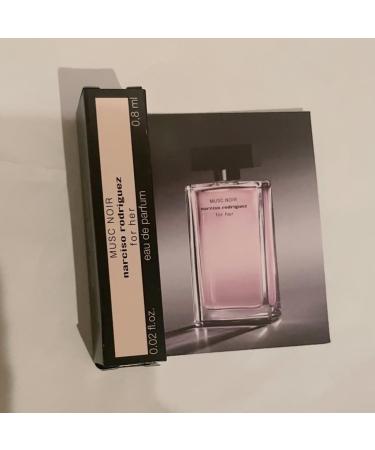 MUSC NOIR
narciso rodriguez
for her
eau de parfum
0.02 fl.oz.
0.8 ml
MUSC NOIR
narciso rodriguez
for her